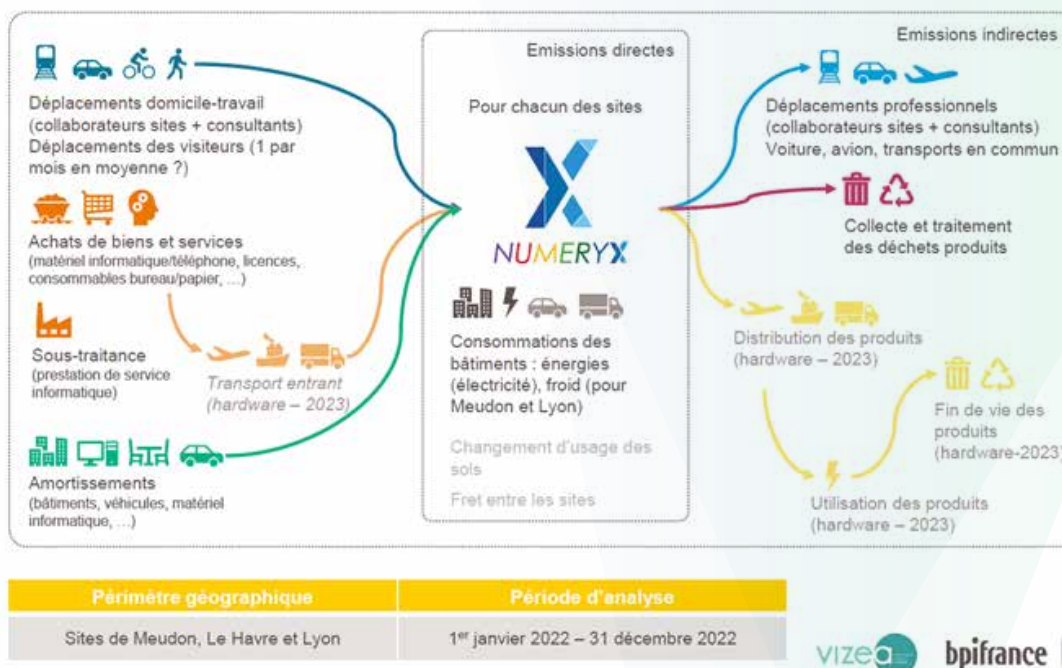 Déplacements domicile-travail
(collaborateurs sites + consultants)
Déplacements des visiteurs (1 par
mois en moyenne ?)
Achats de biens et services
(matériel informatique/téléphone, licences,
consommables bureau/papier, …)
Sous-traitance
(prestation de service
informatique)
Transport entrant
(hardware – 2023)
Amortissements
(bâtiments, véhicules, matériel
informatique, …)
Emissions directes
Pour chacun des sites
NUMERYX
Consommations des
bâtiments : énergies
(électricité), froid (pour
Meudon et Lyon)
Changement d'usage des
sols
Fret entre les sites
Emissions indirectes
Déplacements professionnels
(collaborateurs sites + consultants)
Voiture, avion, transports en commun
Collecte et traitement
des déchets produits
Distribution des produits
(hardware – 2023)
Fin de vie des
produits
(hardware-2023)
Utilisation des produits
(hardware – 2023)
Périmètre géographique
Période d'analyse
Sites de Meudon, Le Havre et Lyon
1er janvier 2022 – 31 décembre 2022
vizea
bpifrance